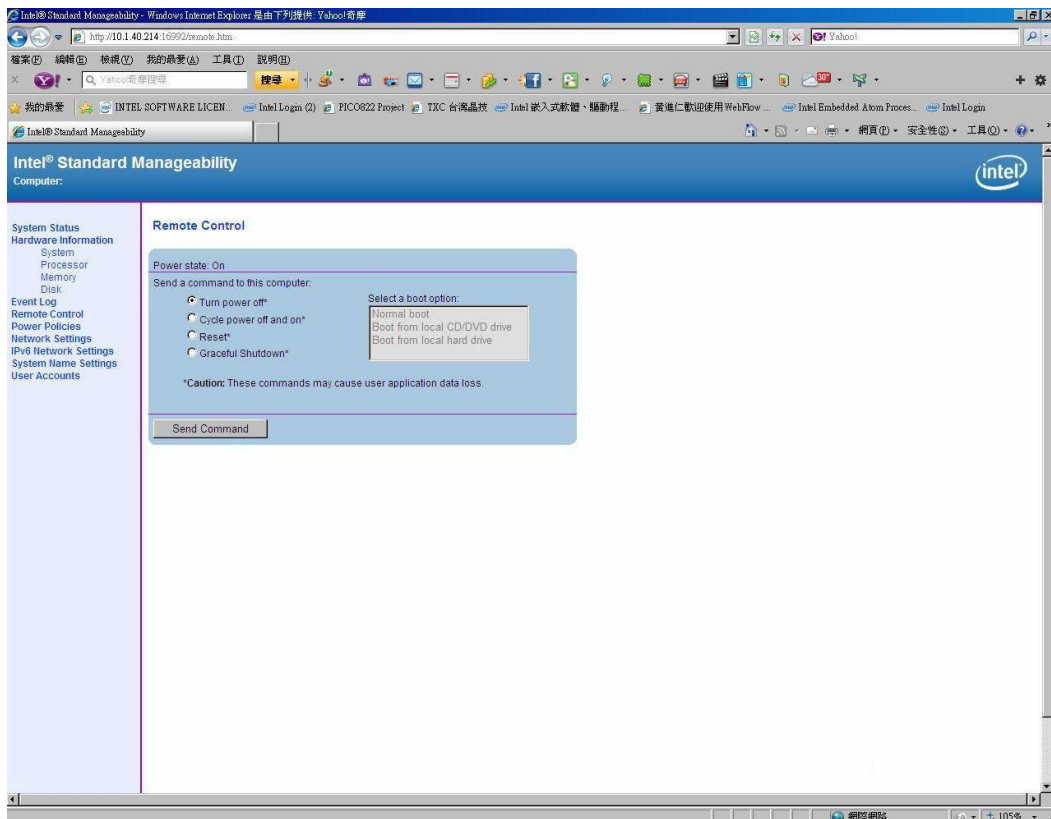 Intel® Standard Manageability - Windows Internet Explorer 是由下列提供: Yahoo!奇摩
http://10.1.40.214:16992/remote.htm
Yahoo!
檔案(F) 編輯(E) 檢視(V) 我的最愛(A) 工具(T) 說明(H)
Yahoo!奇摩搜尋 搜尋
我的最愛 INTEL SOFTWARE LICEN... Intel Login (2) PICO822 Project TXC 台灣晶技 Intel 嵌入式軟體、驅動程... 黃進仁歡迎使用WebFlow ... Intel Embedded Atom Proces... Intel Login
Intel® Standard Manageability
網頁(P) 安全性(S) 工具(O)
Intel® Standard Manageability
Computer:
intel
System Status
Hardware Information
System
Processor
Memory
Disk
Event Log
Remote Control
Power Policies
Network Settings
IPv6 Network Settings
System Name Settings
User Accounts
Remote Control
Power state: On
Send a command to this computer:
Turn power off*
Cycle power off and on*
Reset*
Graceful Shutdown*
Select a boot option:
Normal boot
Boot from local CD/DVD drive
Boot from local hard drive
*Caution: These commands may cause user application data loss.
Send Command
網際網路
105%